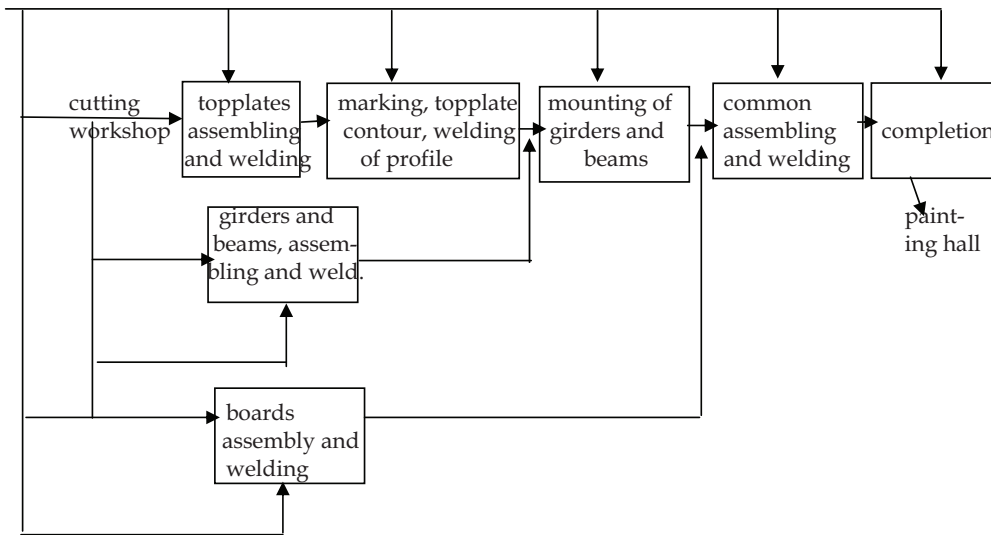 cutting
workshop
topplates
assembling
and welding
marking, topplate
contour, welding
of profile
mounting of
girders and
beams
common
assembling
and welding
completion
paint-
ing hall
girders and
beams, assem-
bling and weld.
boards
assembly and
welding